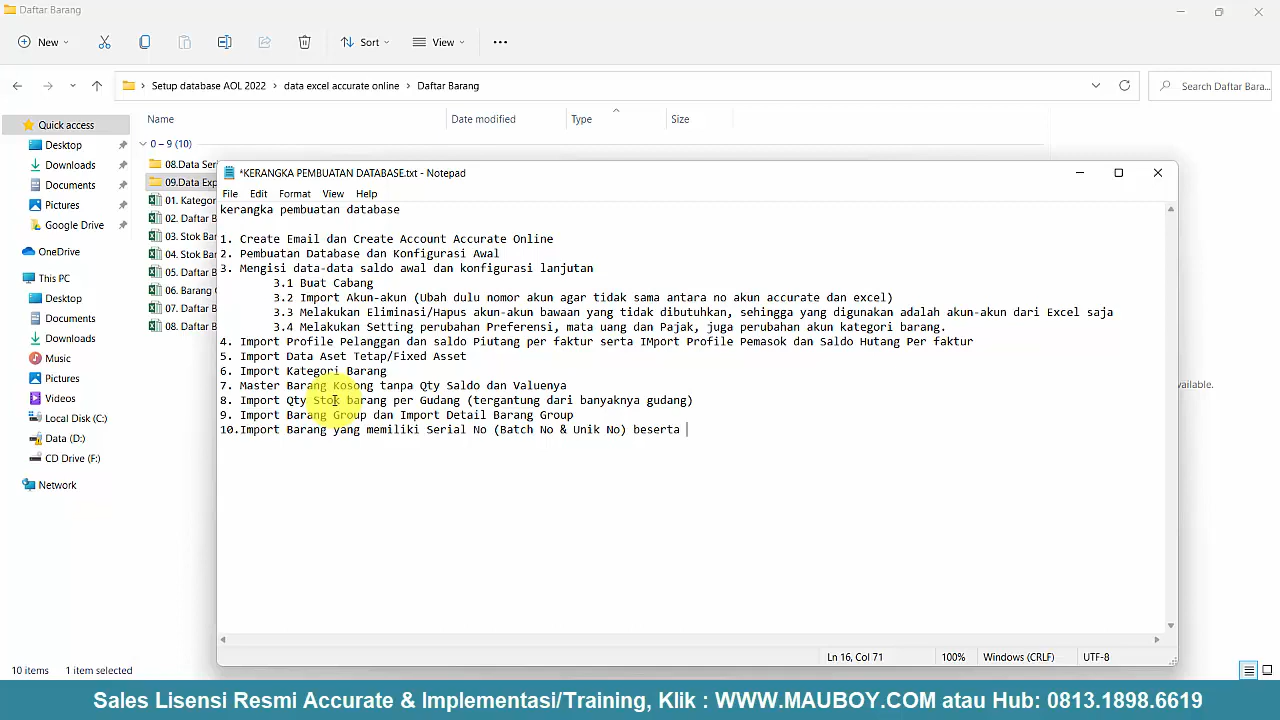 Daftar Barang
New
Sort
View
Setup database AOL 2022 > data excel accurate online > Daftar Barang
Search Daftar Bara...
Name
Date modified
Type
Size
Quick access
Desktop
Downloads
Documents
Pictures
Google Drive
OneDrive
This PC
Desktop
Documents
Downloads
Music
Pictures
Videos
Local Disk (C:)
Data (D:)
CD Drive (F:)
Network
0 – 9 (10)
08.Data Ser
09.Data Exp
01. Kategor
02. Daftar B
03. Stok Bar
04. Stok Bar
05. Daftar B
06. Barang G
07. Daftar B
08. Daftar B
*KERANGKA PEMBUATAN DATABASE.txt - Notepad
File Edit Format View Help
kerangka pembuatan database
1. Create Email dan Create Account Accurate Online
2. Pembuatan Database dan Konfigurasi Awal
3. Mengisi data-data saldo awal dan konfigurasi lanjutan
3.1 Buat Cabang
3.2 Import Akun-akun (Ubah dulu nomor akun agar tidak sama antara no akun accurate dan excel)
3.3 Melakukan Eliminasi/Hapus akun-akun bawaan yang tidak dibutuhkan, sehingga yang digunakan adalah akun-akun dari Excel saja
3.4 Melakukan Setting perubahan Preferensi, mata uang dan Pajak, juga perubahan akun kategori barang.
4. Import Profile Pelanggan dan saldo Piutang per faktur serta IMport Profile Pemasok dan Saldo Hutang Per faktur
5. Import Data Aset Tetap/Fixed Asset
6. Import Kategori Barang
7. Master Barang Kosong tanpa Qty Saldo dan Valuenya
8. Import Qty Stok barang per Gudang (tergantung dari banyaknya gudang)
9. Import Barang Group dan Import Detail Barang Group
10.Import Barang yang memiliki Serial No (Batch No & Unik No) beserta
vailable.
Ln 16, Col 71
100%
Windows (CRLF)
UTF-8
10 items
1 item selected
Sales Lisensi Resmi Accurate & Implementasi/Training, Klik : WWW.MAUBOY.COM atau Hub: 0813.1898.6619